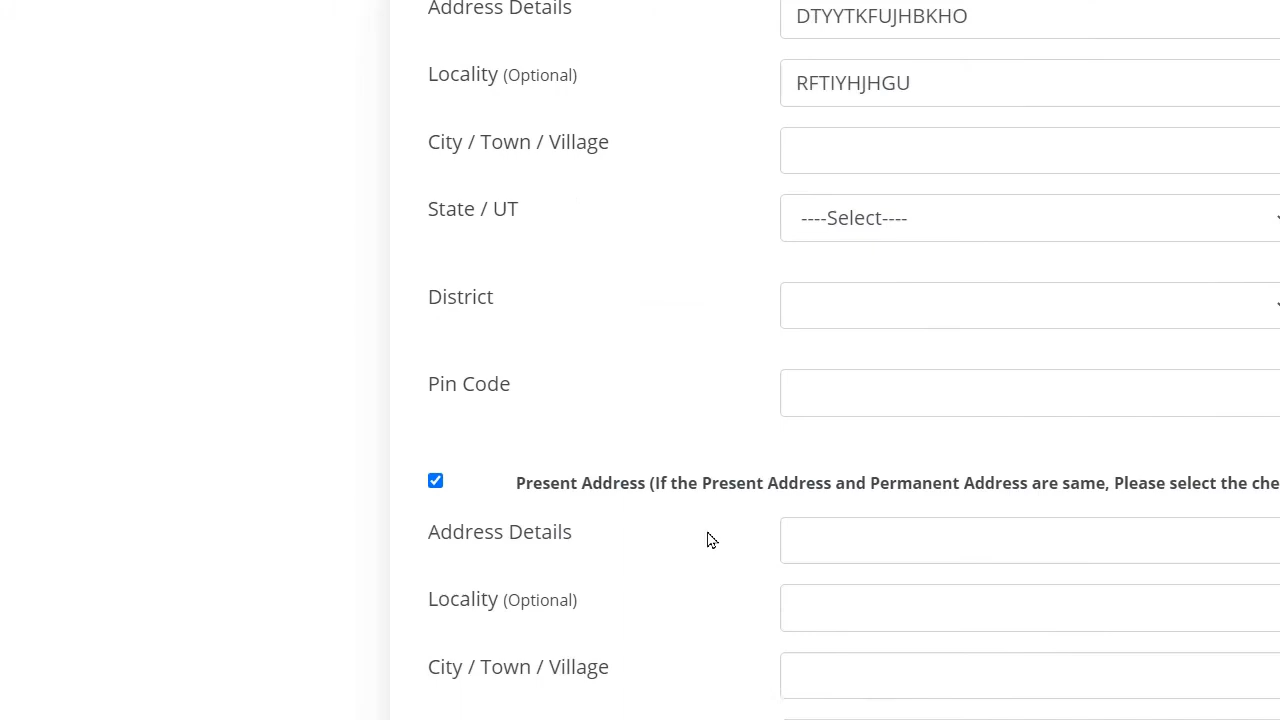 Address Details
DTYYTKFUJHBKHO
Locality (Optional)
RFTIYHJHGU
City / Town / Village
State / UT
----Select----
District
Pin Code
Present Address (If the Present Address and Permanent Address are same, Please select the che
Address Details
Locality (Optional)
City / Town / Village